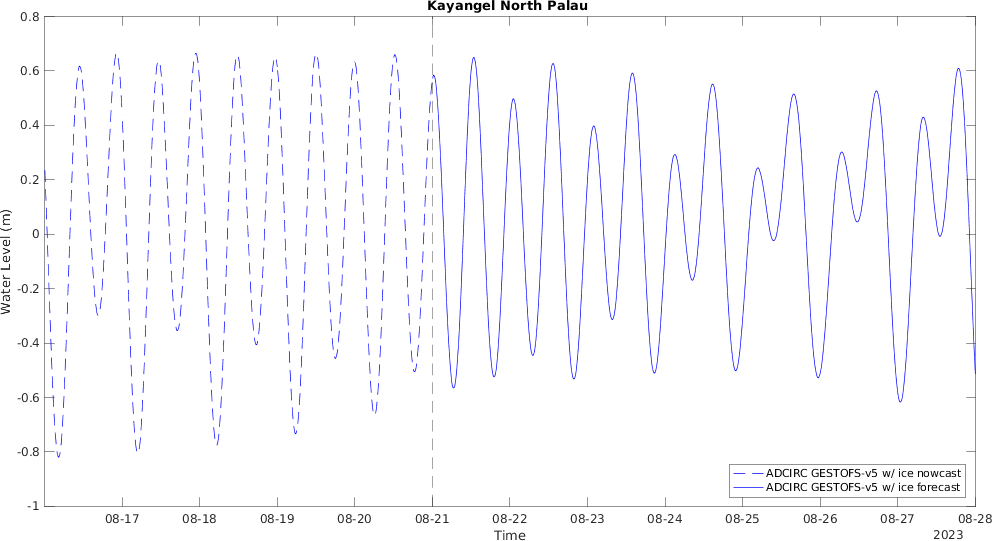 Kayangel North Palau
Water Level (m)
0.8
0.6
0.4
0.2
0
-0.2
-0.4
-0.6
-0.8
-1
ADCIRC GESTOFS-v5 w/ ice nowcast
ADCIRC GESTOFS-v5 w/ ice forecast
08-17 08-18 08-19 08-20 08-21 08-22 08-23 08-24 08-25 08-26 08-27 08-28
Time
2023